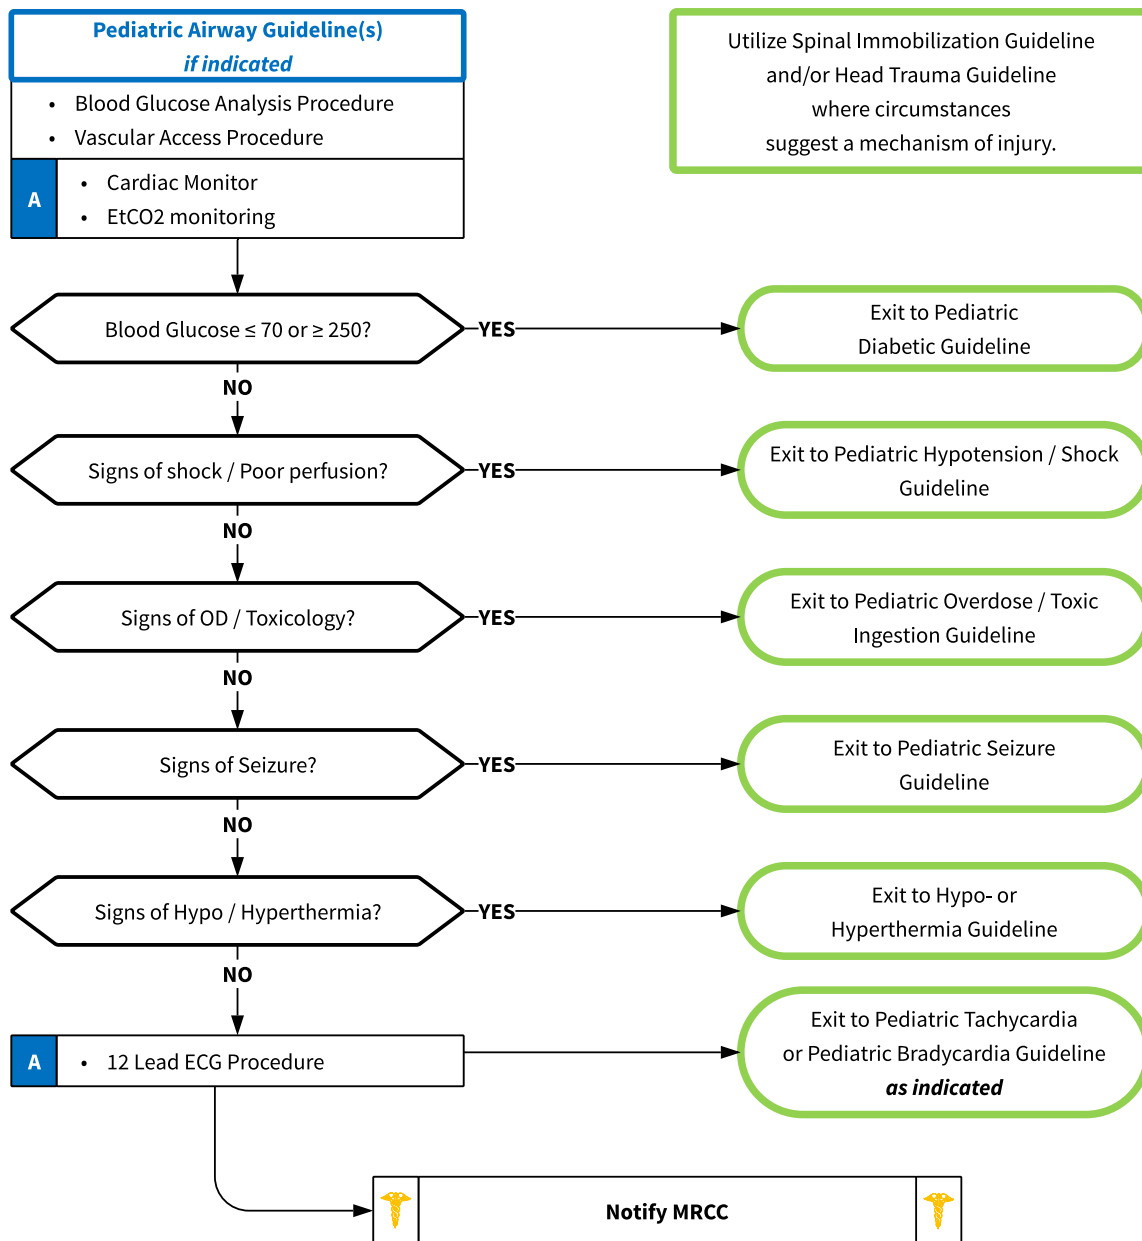 Pediatric Airway Guideline(s)
if indicated
• Blood Glucose Analysis Procedure
• Vascular Access Procedure
A
• Cardiac Monitor
• EtCO2 monitoring
Utilize Spinal Immobilization Guideline
and/or Head Trauma Guideline
where circumstances
suggest a mechanism of injury.
Blood Glucose ≤ 70 or ≥ 250?
YES
Exit to Pediatric
Diabetic Guideline
NO
Signs of shock / Poor perfusion?
YES
Exit to Pediatric Hypotension / Shock
Guideline
NO
Signs of OD / Toxicology?
YES
Exit to Pediatric Overdose / Toxic
Ingestion Guideline
NO
Signs of Seizure?
YES
Exit to Pediatric Seizure
Guideline
NO
Signs of Hypo / Hyperthermia?
YES
Exit to Hypo- or
Hyperthermia Guideline
NO
A
• 12 Lead ECG Procedure
Exit to Pediatric Tachycardia
or Pediatric Bradycardia Guideline
as indicated
Notify MRCC